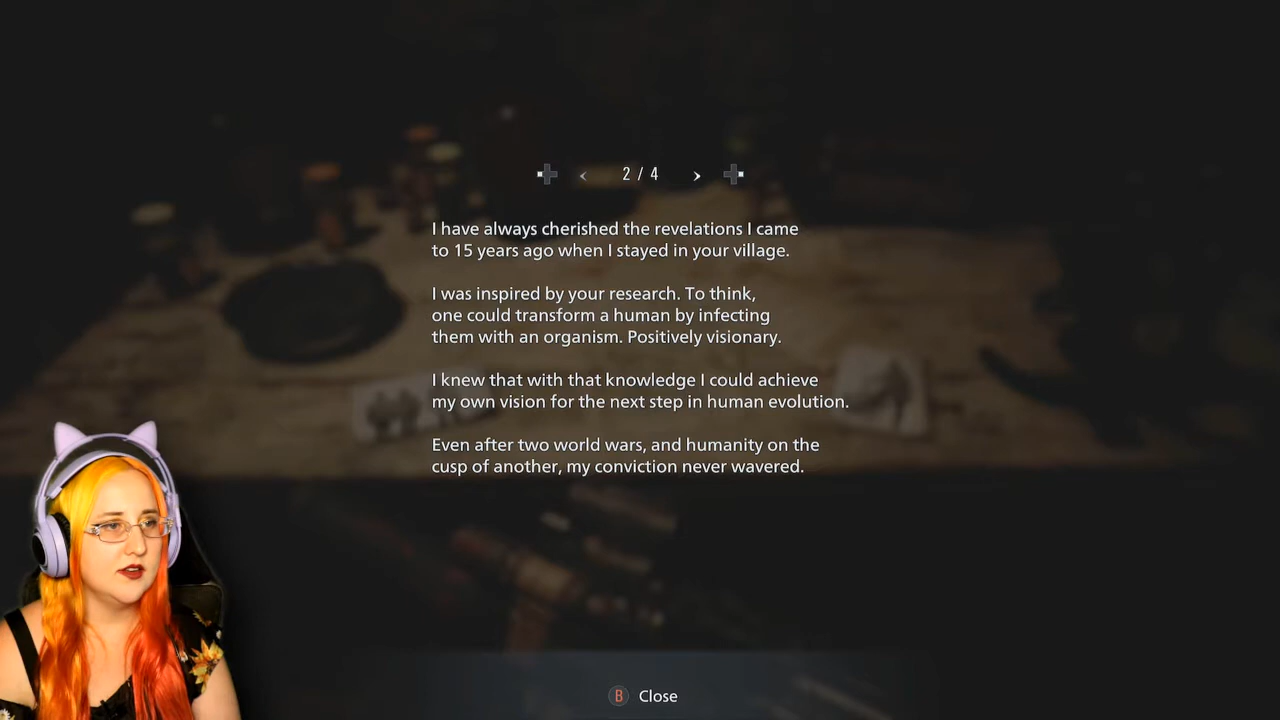 2 / 4
I have always cherished the revelations I came
to 15 years ago when I stayed in your village.
I was inspired by your research. To think,
one could transform a human by infecting
them with an organism. Positively visionary.
I knew that with that knowledge I could achieve
my own vision for the next step in human evolution.
Even after two world wars, and humanity on the
cusp of another, my conviction never wavered.
B Close